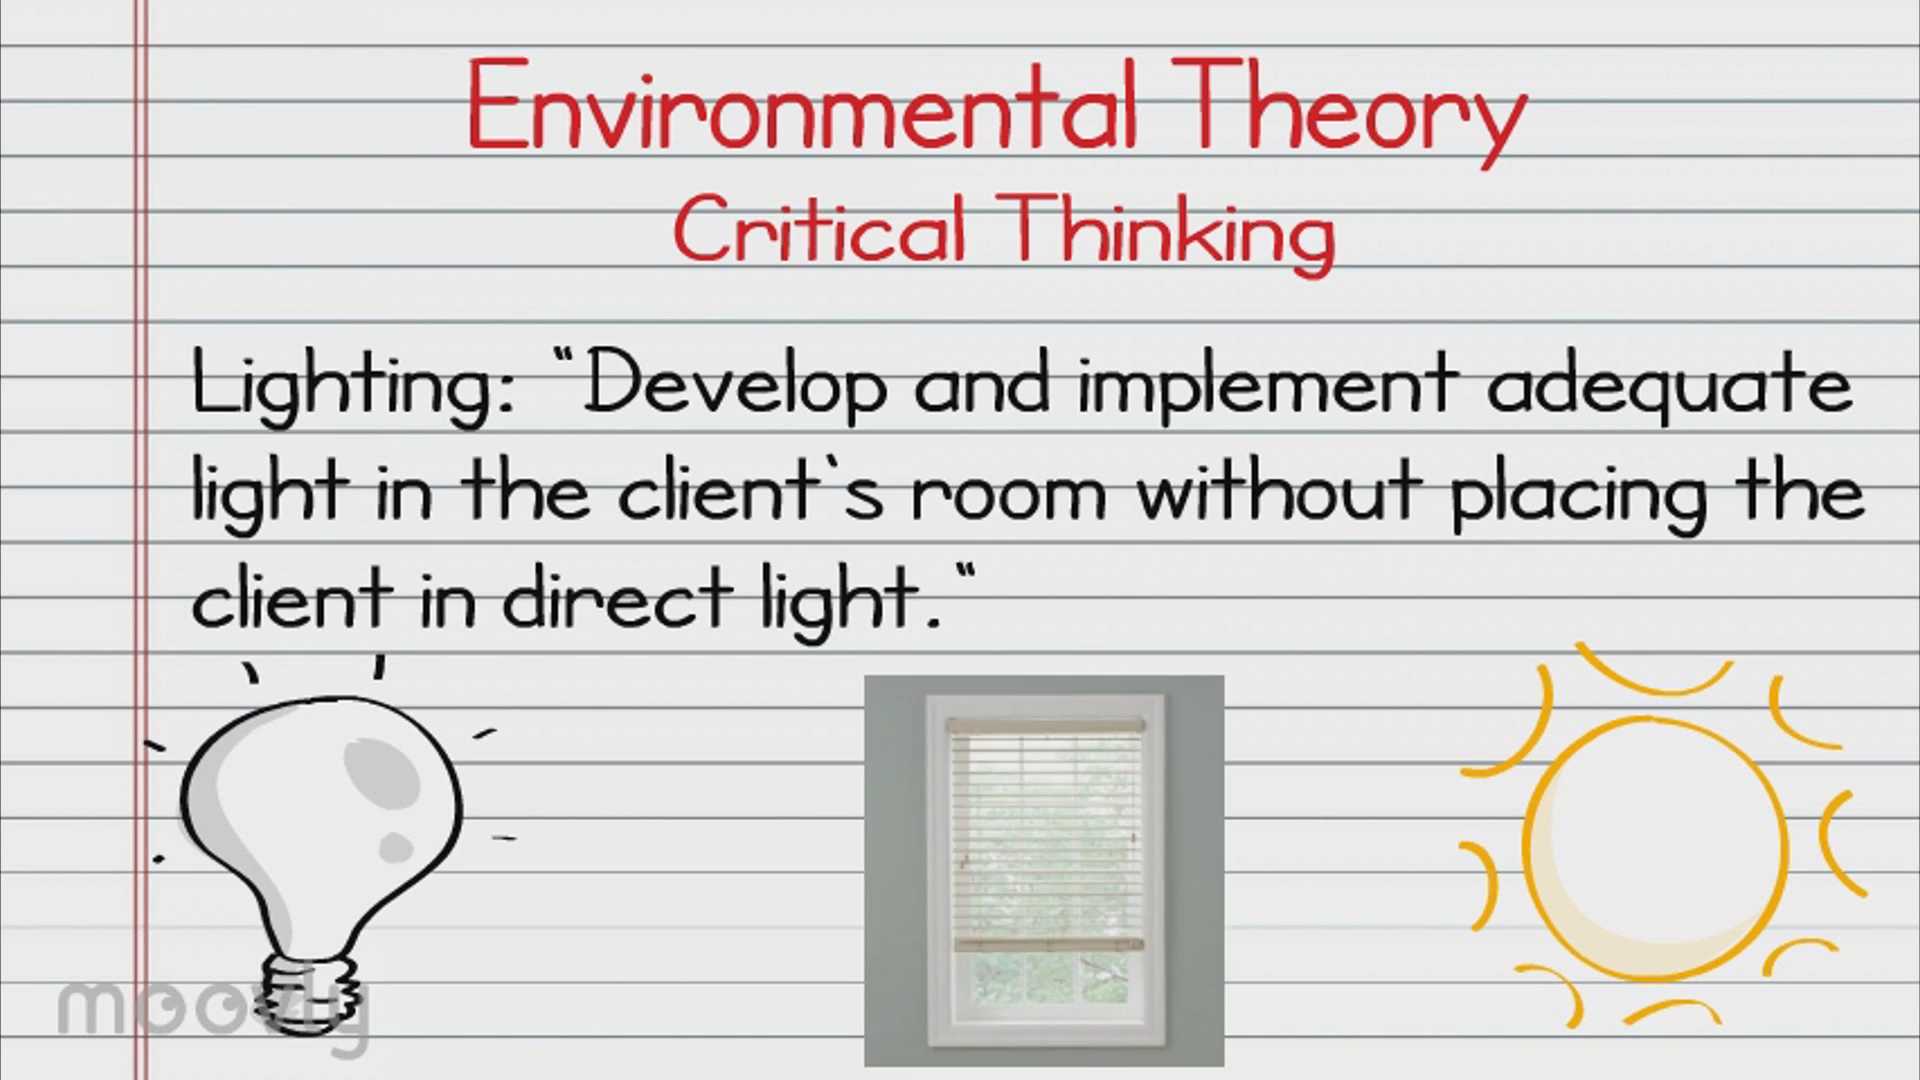 Environmental Theory
Critical Thinking
Lighting: “Develop and implement adequate
light in the client‵s room without placing the
client in direct light.“
moovly